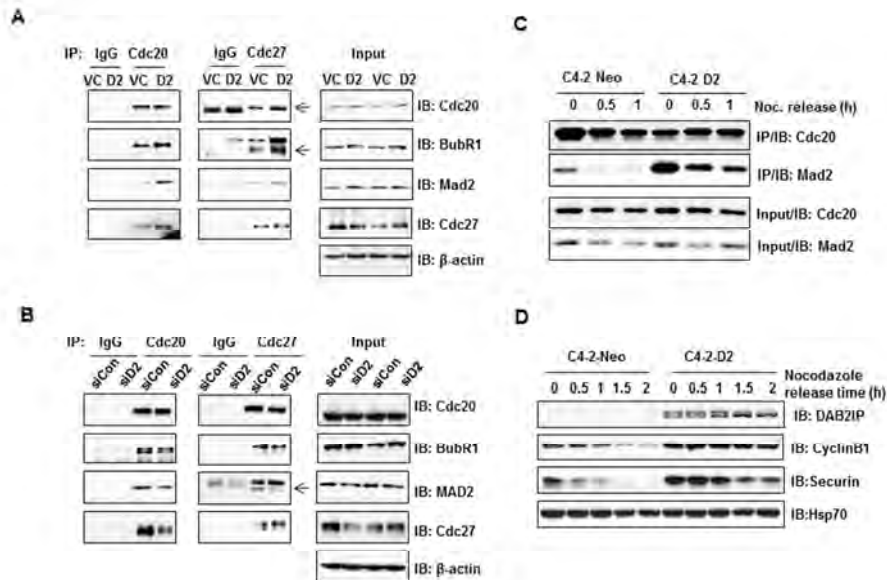 A
IP: IgG Cdc20 IgG Cdc27 Input
VC D2 VC D2 VC D2 VC D2 VC D2 VC D2
IB: Cdc20
IB: BubR1
IB: Mad2
IB: Cdc27
IB: β-actin
B
IP: IgG Cdc20 IgG Cdc27 Input
siCon siD2 siCon siD2 siCon siD2 siCon siD2 siCon siD2 siCon siD2
IB: Cdc20
IB: BubR1
IB: MAD2
IB: Cdc27
IB: β-actin
C
C4-2 Neo C4-2 D2
0 0.5 1 0 0.5 1 Noc. release (h)
IP/IB: Cdc20
IP/IB: Mad2
Input/IB: Cdc20
Input/IB: Mad2
D
C4-2-Neo C4-2-D2
0 0.5 1 1.5 2 0 0.5 1 1.5 2 Nocodazole
release time (h)
IB: DAB2IP
IB: CyclinB1
IB:Securin
IB:Hsp70